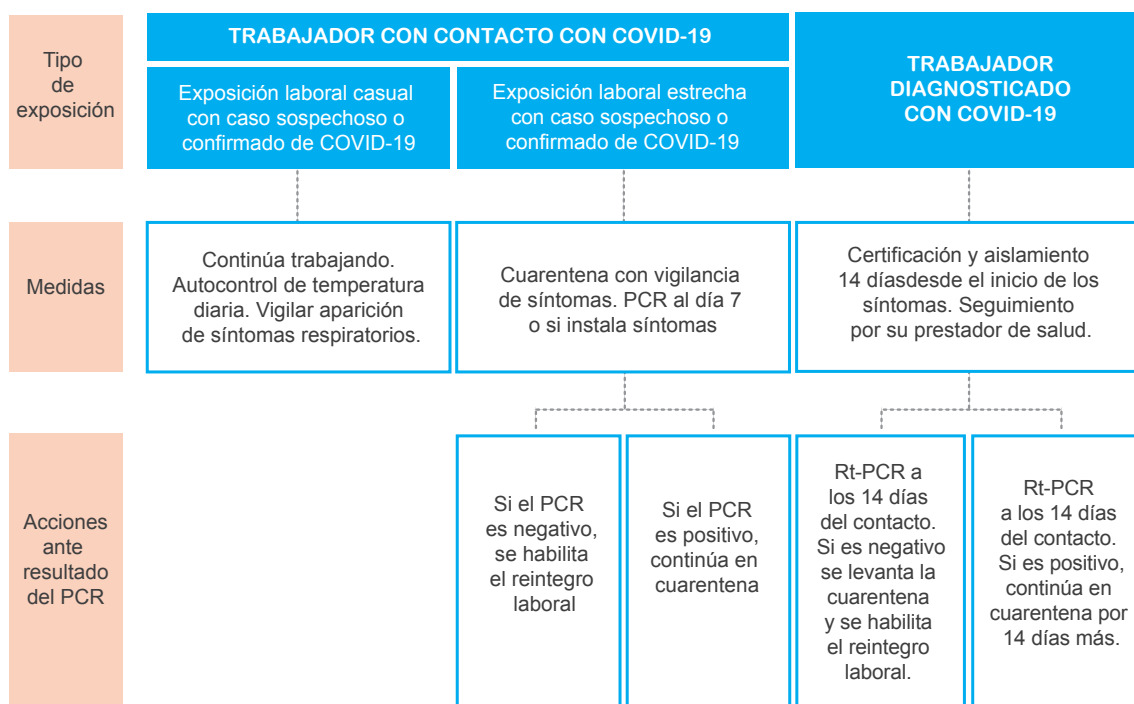 Tipo
de
exposición
TRABAJADOR CON CONTACTO CON COVID-19
Exposición laboral casual
con caso sospechoso o
confirmado de COVID-19
Exposición laboral estrecha
con caso sospechoso o
confirmado de COVID-19
TRABAJADOR
DIAGNOSTICADO
CON COVID-19
Medidas
Continúa trabajando.
Autocontrol de temperatura
diaria. Vigilar aparición
de síntomas respiratorios.
Cuarentena con vigilancia
de síntomas. PCR al día 7
o si instala síntomas
Certificación y aislamiento
14 díasdesde el inicio de los
síntomas. Seguimiento
por su prestador de salud.
Acciones
ante
resultado
del PCR
Si el PCR
es negativo,
se habilita
el reintegro
laboral
Si el PCR
es positivo,
continúa en
cuarentena
Rt-PCR a
los 14 días
del contacto.
Si es negativo
se levanta la
cuarentena
y se habilita
el reintegro
laboral.
Rt-PCR
a los 14 días
del contacto.
Si es positivo,
continúa en
cuarentena por
14 días más.